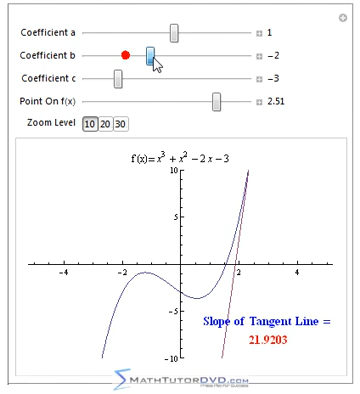 Coefficient a 1
Coefficient b −2
Coefficient c −3
Point On f(x) 2.51
Zoom Level 10 20 30
f(x)= x³ + x² − 2 x − 3
10
5
−4 −2 2 4
−5
Slope of Tangent Line =
21.9203
−10
MATHTUTORDVD.COM